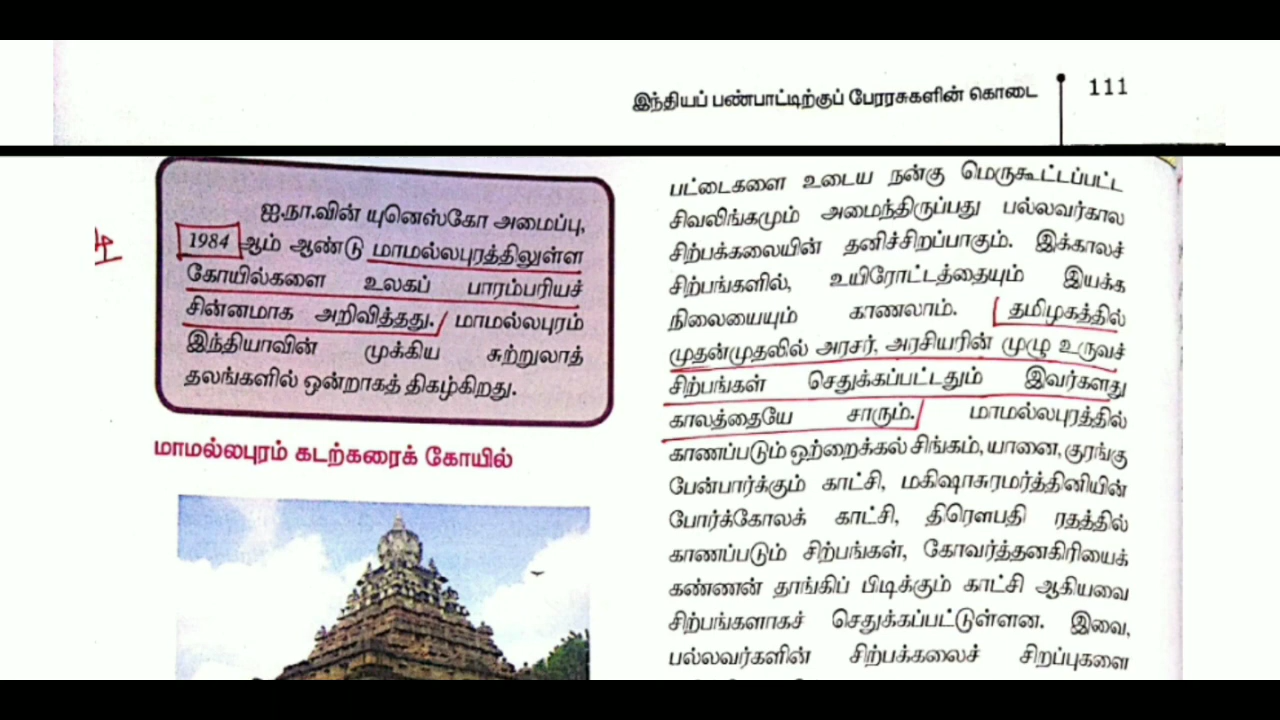 இந்தியப் பண்பாட்டிற்குப் பேரரசுகளின் கொடை 111
ஐ.நா.வின் யுனெஸ்கோ அமைப்பு,
1984 ஆம் ஆண்டு மாமல்லபுரத்திலுள்ள
கோயில்களை உலகப் பாரம்பரியச்
சின்னமாக அறிவித்தது. மாமல்லபுரம்
இந்தியாவின் முக்கிய சுற்றுலாத்
தலங்களில் ஒன்றாகத் திகழ்கிறது.
மாமல்லபுரம் கடற்கரைக் கோயில்
பட்டைகளை உடைய நன்கு மெருகூட்டப்பட்ட
சிவலிங்கமும் அமைந்திருப்பது பல்லவர்கால
சிற்பக்கலையின் தனிச்சிறப்பாகும். இக்காலச்
சிற்பங்களில், உயிரோட்டத்தையும் இயக்க
நிலையையும் காணலாம். தமிழகத்தில்
முதன்முதலில் அரசர், அரசியரின் முழு உருவச்
சிற்பங்கள் செதுக்கப்பட்டதும் இவர்களது
காலத்தையே சாரும். மாமல்லபுரத்தில்
காணப்படும் ஒற்றைக்கல் சிங்கம், யானை, குரங்கு
பேன்பார்க்கும் காட்சி, மகிஷாசுரமர்த்தினியின்
போர்க்கோலக் காட்சி, திரௌபதி ரதத்தில்
காணப்படும் சிற்பங்கள், கோவர்த்தனகிரியைக்
கண்ணன் தாங்கிப் பிடிக்கும் காட்சி ஆகியவை
சிற்பங்களாகச் செதுக்கப்பட்டுள்ளன. இவை,
பல்லவர்களின் சிற்பக்கலைச் சிறப்புகளை